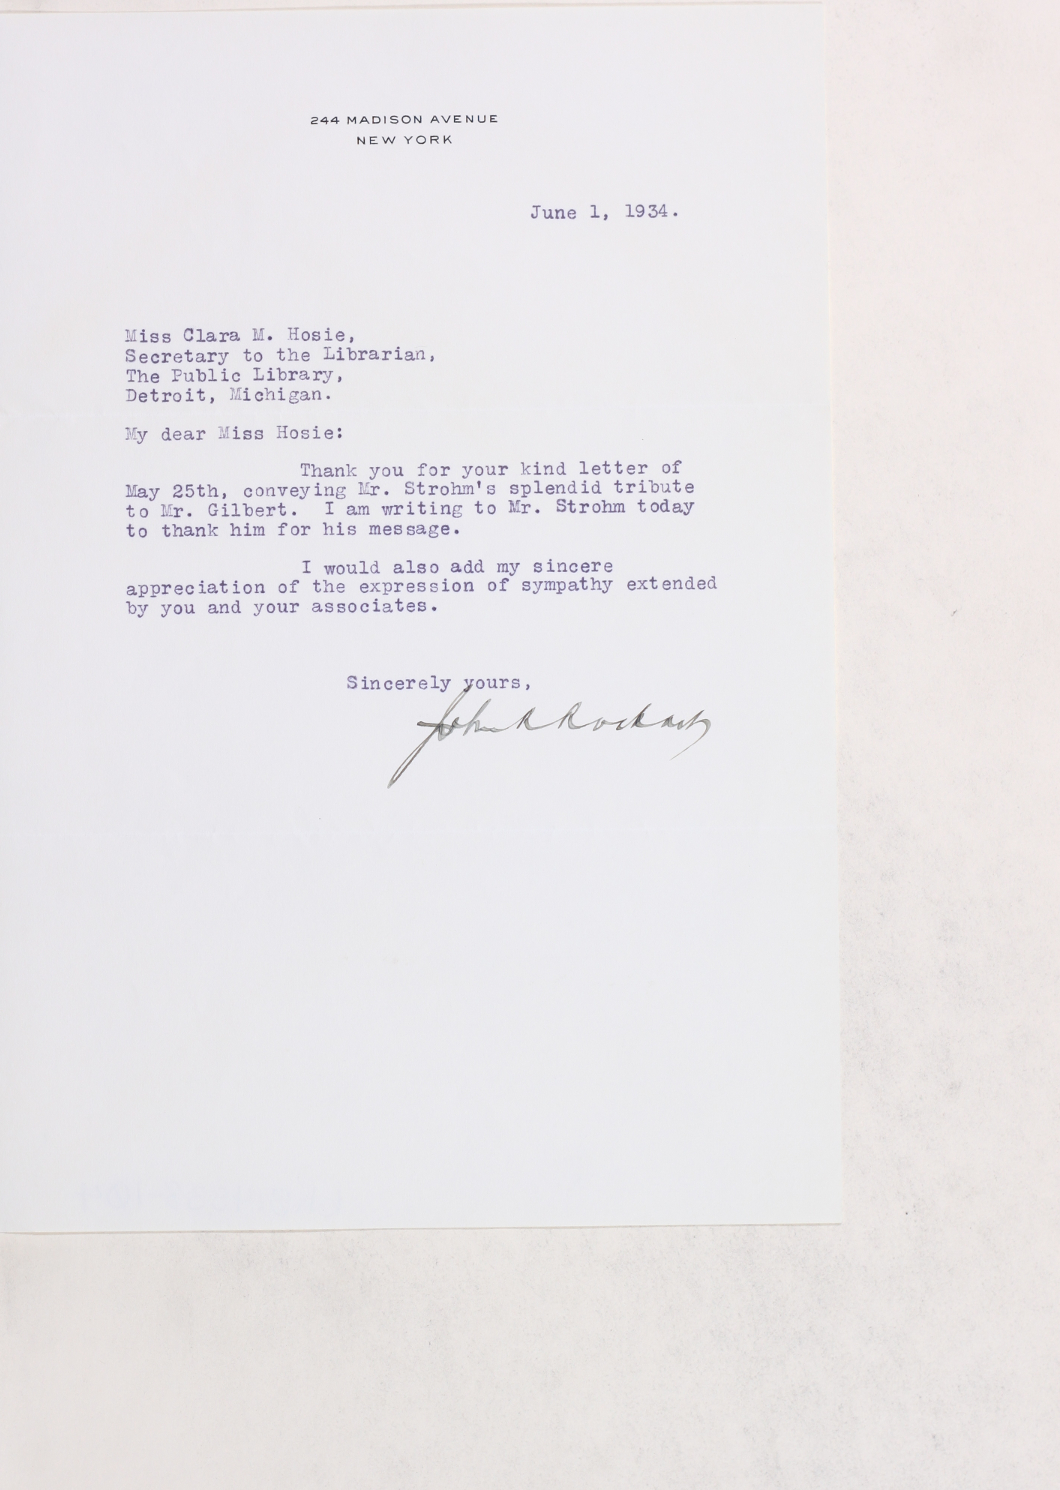 244 MADISON AVENUE
NEW YORK
June 1, 1934.
Miss Clara M. Hosie,
Secretary to the Librarian,
The Public Library,
Detroit, Michigan.
My dear Miss Hosie:
Thank you for your kind letter of
May 25th, conveying Mr. Strohm's splendid tribute
to Mr. Gilbert.  I am writing to Mr. Strohm today
to thank him for his message.
I would also add my sincere
appreciation of the expression of sympathy extended
by you and your associates.
Sincerely yours,
John R Rockart